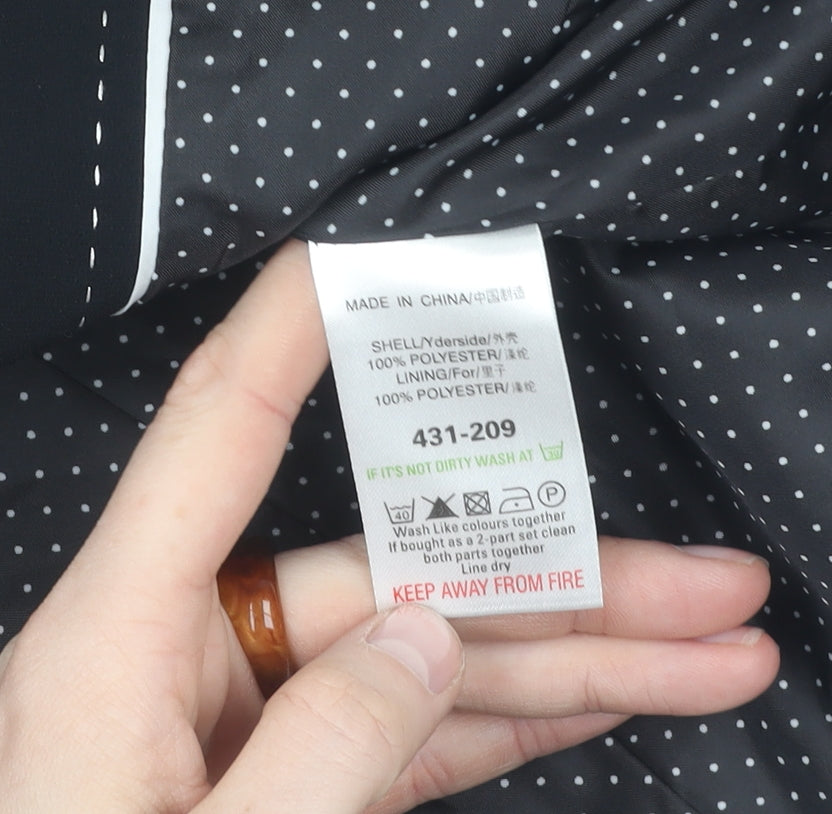 MADE IN CHINA/中国制造
SHELL/Yderside/外壳
100% POLYESTER/涤纶
LINING/For/里子
100% POLYESTER/涤纶
431-209
IF IT'S NOT DIRTY WASH AT 30
40 P
Wash Like colours together
If bought as a 2-part set clean
both parts together
Line dry
KEEP AWAY FROM FIRE